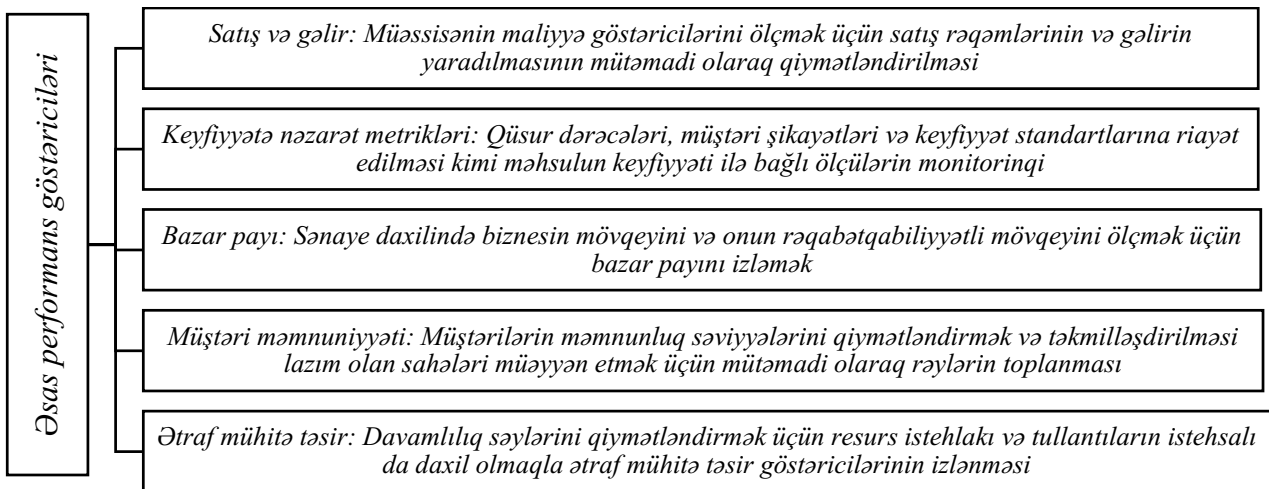 Əsas performans göstəriciləri
Satış və gəlir: Müəssisənin maliyyə göstəricilərini ölçmək üçün satış rəqəmlərinin və gəlirin
yaradılmasının mütəmadi olaraq qiymətləndirilməsi
Keyfiyyətə nəzarət metrikləri: Qüsur dərəcələri, müştəri şikayətləri və keyfiyyət standartlarına riayət
edilməsi kimi məhsulun keyfiyyəti ilə bağlı ölçülərin monitorinqi
Bazar payı: Sənaye daxilində biznesin mövqeyini və onun rəqabətqabiliyyətli mövqeyini ölçmək üçün
bazar payını izləmək
Müştəri məmnuniyyəti: Müştərilərin məmnunluq səviyyələrini qiymətləndirmək və təkmilləşdirilməsi
lazım olan sahələri müəyyən etmək üçün mütəmadi olaraq rəylərin toplanması
Ətraf mühitə təsir: Davamlılıq səylərini qiymətləndirmək üçün resurs istehlakı və tullantıların istehsalı
da daxil olmaqla ətraf mühitə təsir göstəricilərinin izlənməsi